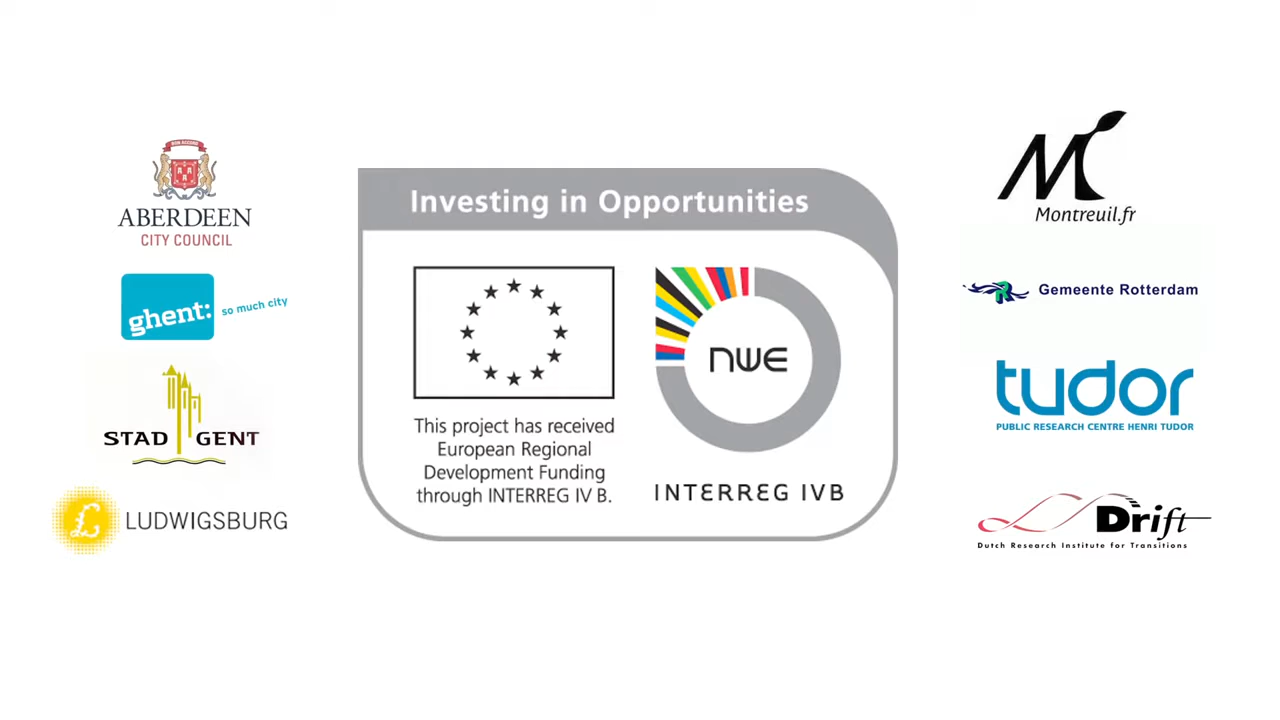 BON ACCORD
ABERDEEN
CITY COUNCIL
ghent:
so much city
STAD GENT
LUDWIGSBURG
Investing in Opportunities
This project has received
European Regional
Development Funding
through INTERREG IV B.
nwe
INTERREG IVB
M
Montreuil.fr
Gemeente Rotterdam
tudor
PUBLIC RESEARCH CENTRE HENRI TUDOR
Drift
Dutch Research Institute for Transitions